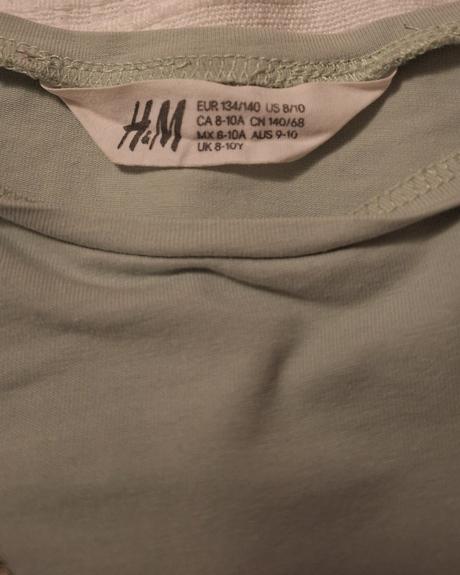 H&M
EUR 134/140 US 8/10
CA 8-10A CN 140/68
MX 8-10A AUS 9-10
UK 8-10Y